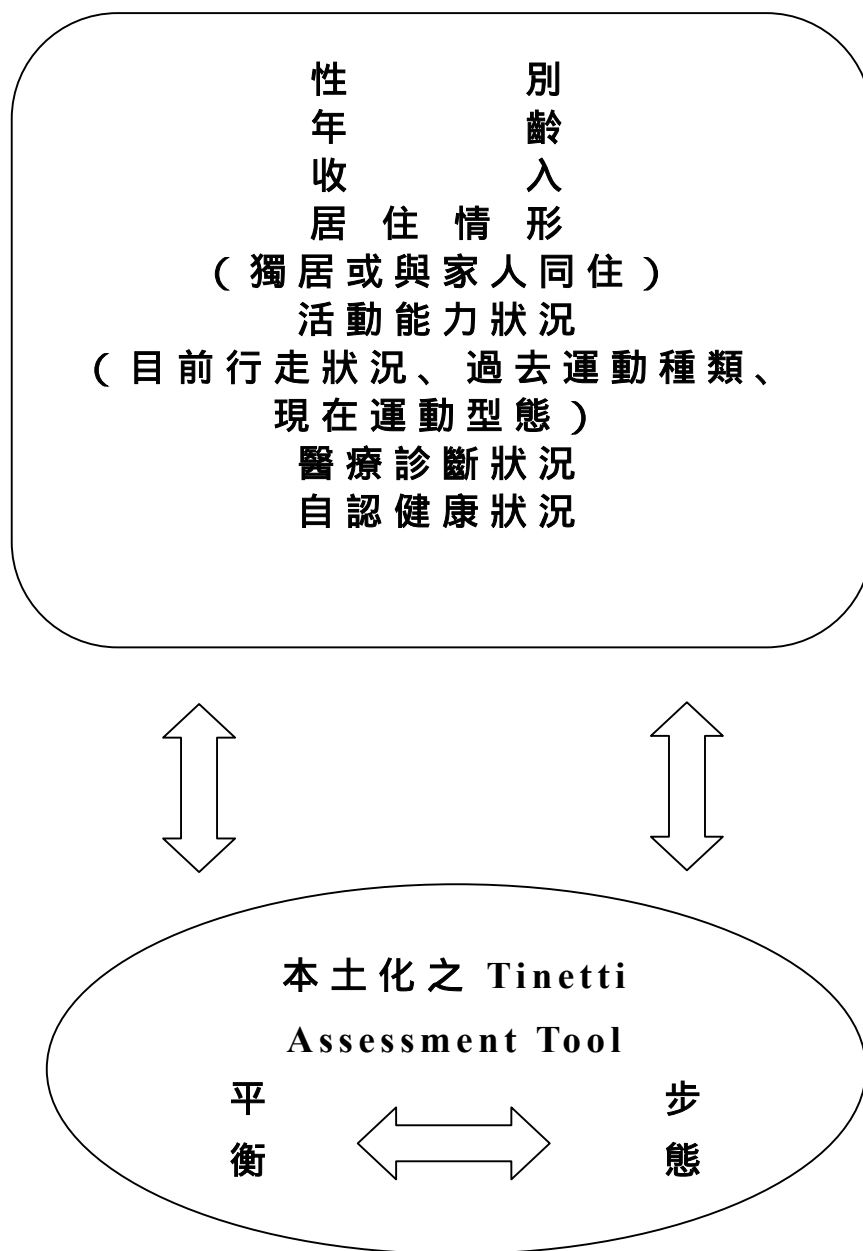 性別
年齡
收入
居住情形
（獨居或與家人同住）
活動能力狀況
（目前行走狀況、過去運動種類、
現在運動型態）
醫療診斷狀況
自認健康狀況
本土化之 Tinetti
Assessment Tool
平衡
步態